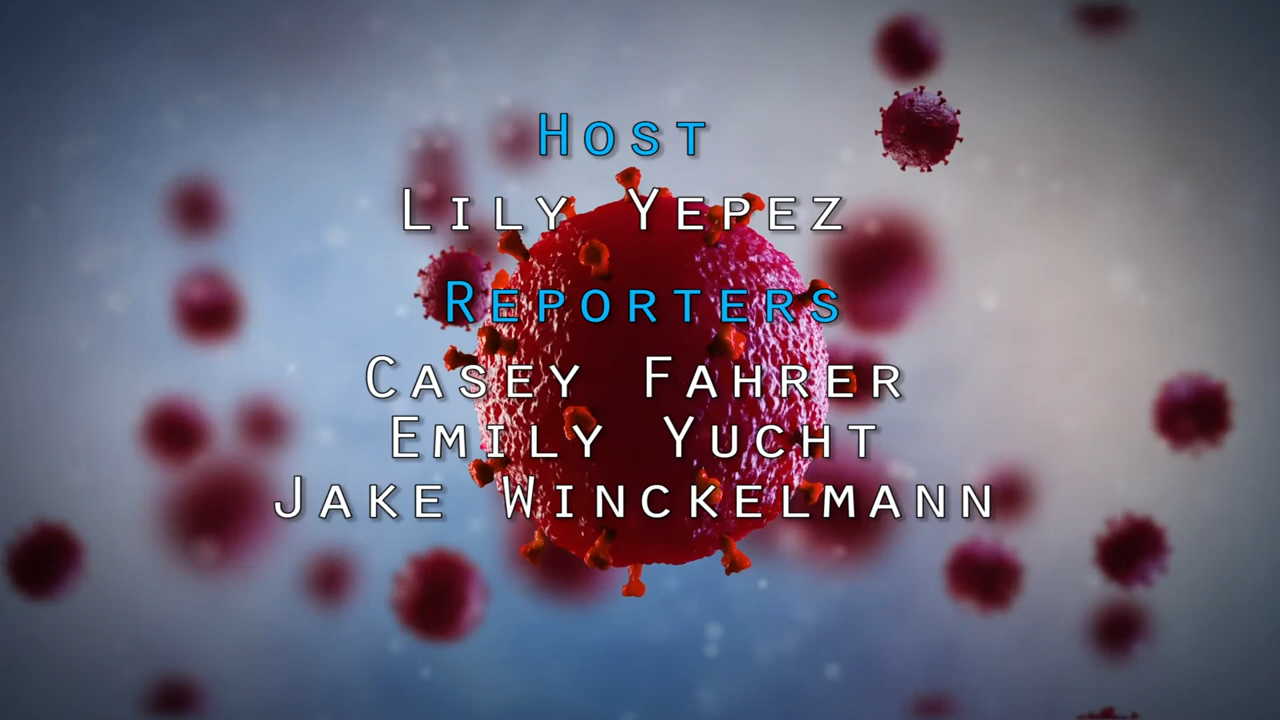 Host
Lily Yepez
Reporters
Casey Fahrer
Emily Yucht
Jake Winckelmann